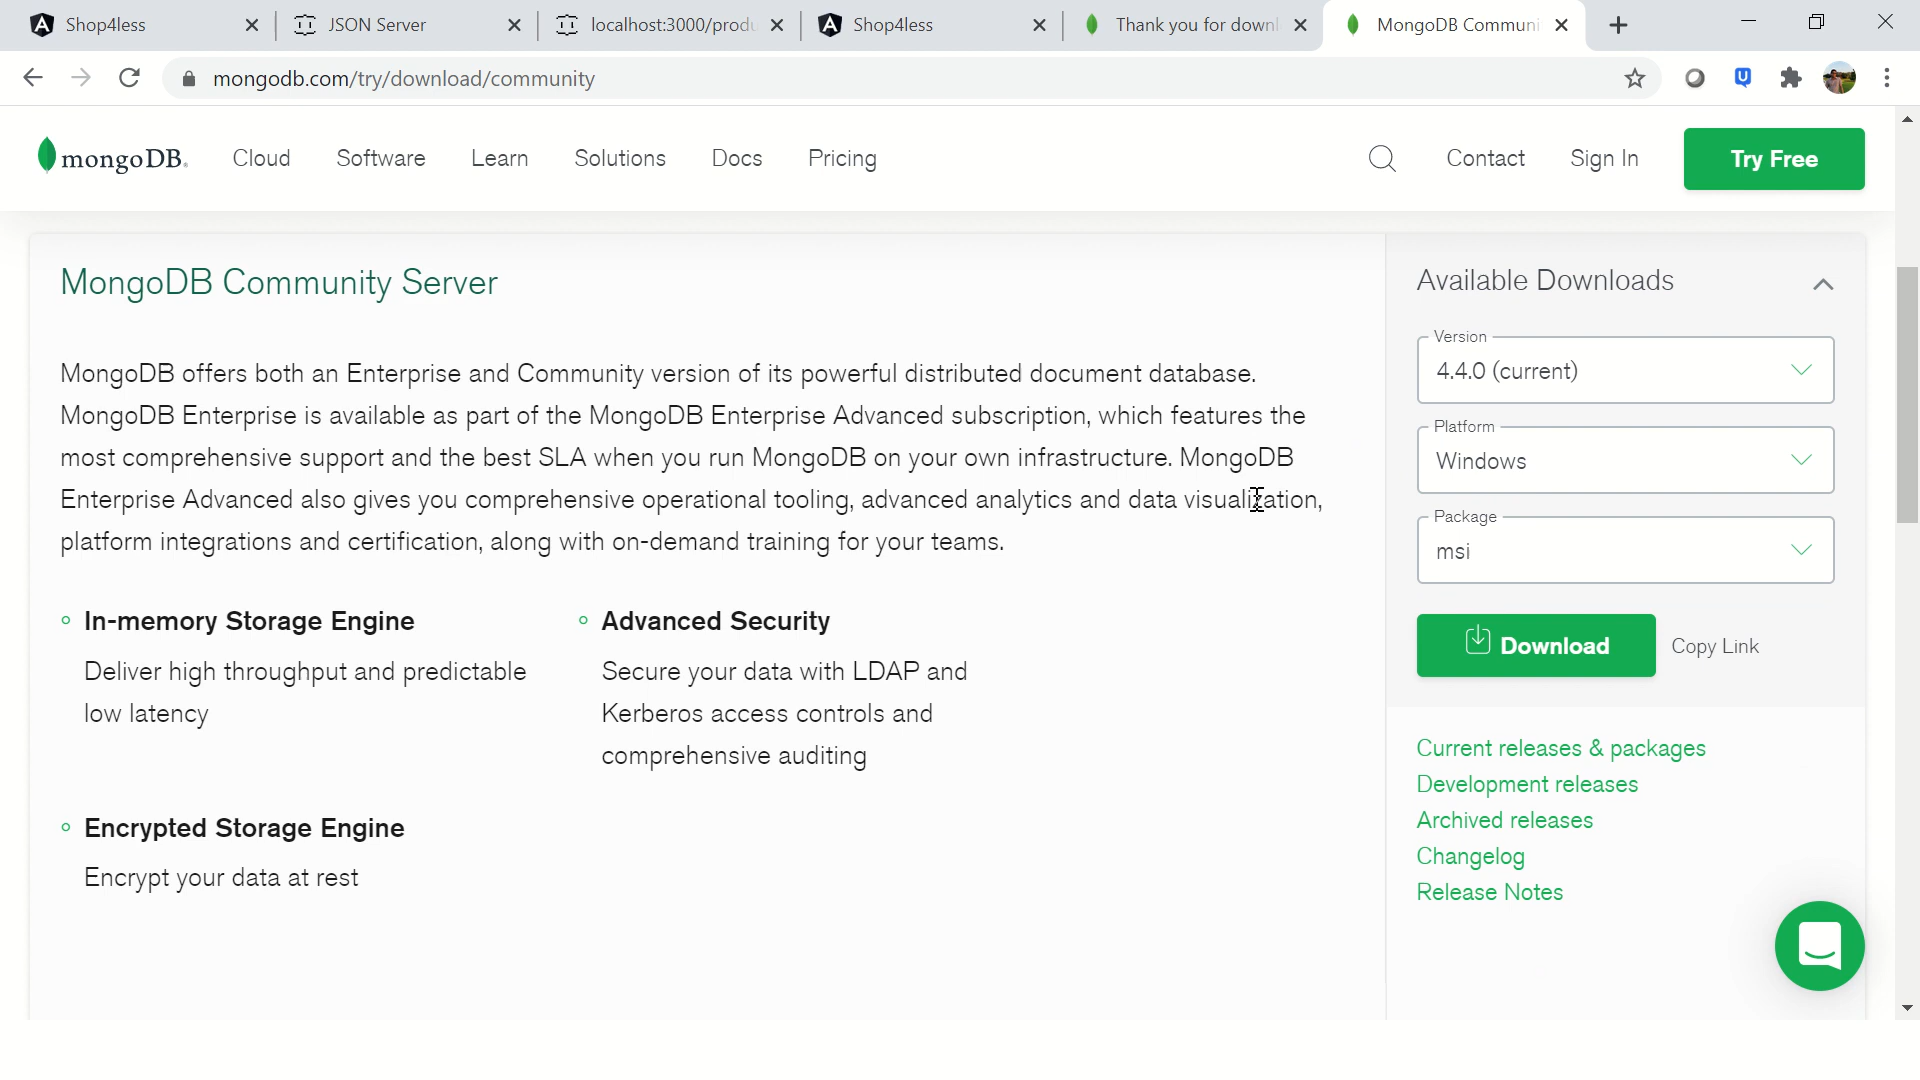 Shop4less
JSON Server
localhost:3000/produ
Shop4less
Thank you for downl
MongoDB Communi
mongodb.com/try/download/community
mongoDB.
Cloud
Software
Learn
Solutions
Docs
Pricing
Contact
Sign In
Try Free
MongoDB Community Server
MongoDB offers both an Enterprise and Community version of its powerful distributed document database.
MongoDB Enterprise is available as part of the MongoDB Enterprise Advanced subscription, which features the
most comprehensive support and the best SLA when you run MongoDB on your own infrastructure. MongoDB
Enterprise Advanced also gives you comprehensive operational tooling, advanced analytics and data visualization,
platform integrations and certification, along with on-demand training for your teams.
In-memory Storage Engine
Deliver high throughput and predictable
low latency
Advanced Security
Secure your data with LDAP and
Kerberos access controls and
comprehensive auditing
Encrypted Storage Engine
Encrypt your data at rest
Available Downloads
Version
4.4.0 (current)
Platform
Windows
Package
msi
Download
Copy Link
Current releases & packages
Development releases
Archived releases
Changelog
Release Notes